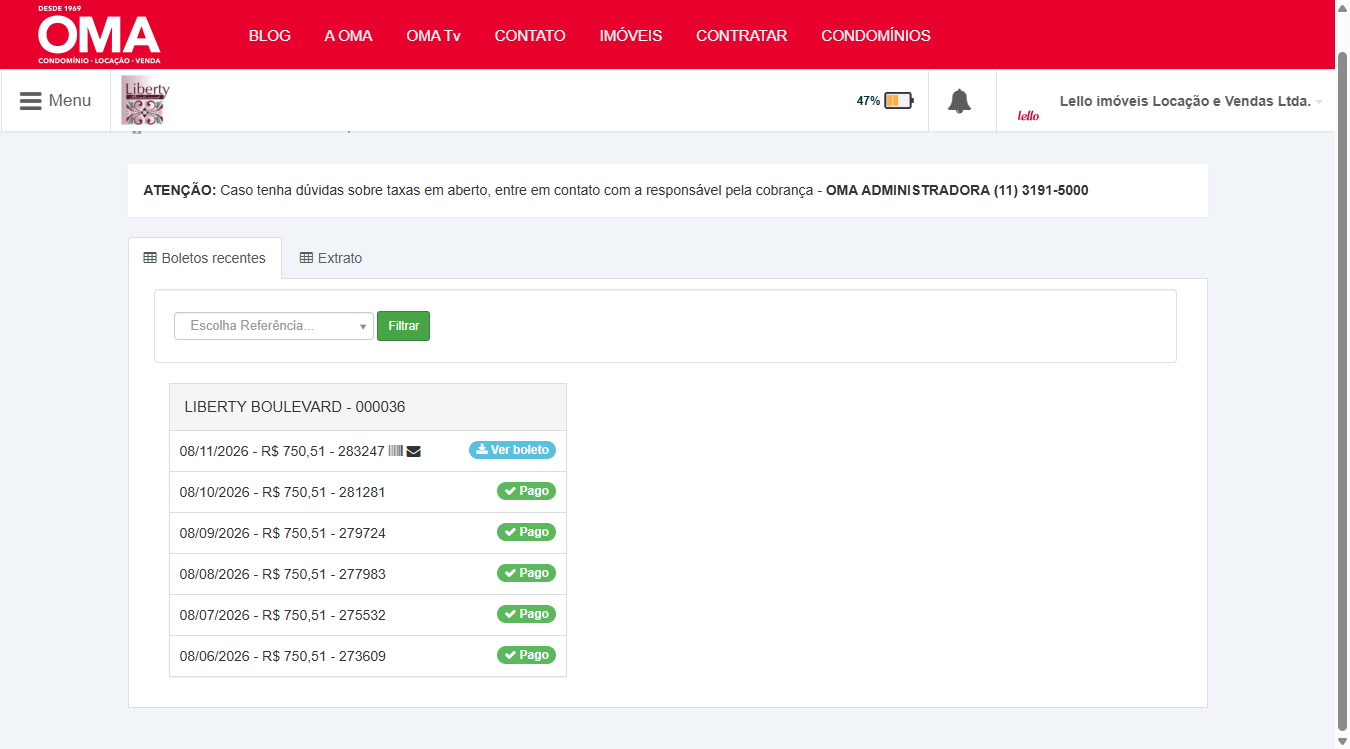 DESDE 1969
OMA
CONDOMÍNIO · LOCAÇÃO · VENDA
BLOG A OMA OMA Tv CONTATO IMÓVEIS CONTRATAR CONDOMÍNIOS
Menu
Liberty
47%
lello
Lello imóveis Locação e Vendas Ltda.
ATENÇÃO: Caso tenha dúvidas sobre taxas em aberto, entre em contato com a responsável pela cobrança - OMA ADMINISTRADORA (11) 3191-5000
Boletos recentes Extrato
Escolha Referência... Filtrar
LIBERTY BOULEVARD - 000036
08/11/2026 - R$ 750,51 - 283247 Ver boleto
08/10/2026 - R$ 750,51 - 281281 Pago
08/09/2026 - R$ 750,51 - 279724 Pago
08/08/2026 - R$ 750,51 - 277983 Pago
08/07/2026 - R$ 750,51 - 275532 Pago
08/06/2026 - R$ 750,51 - 273609 Pago